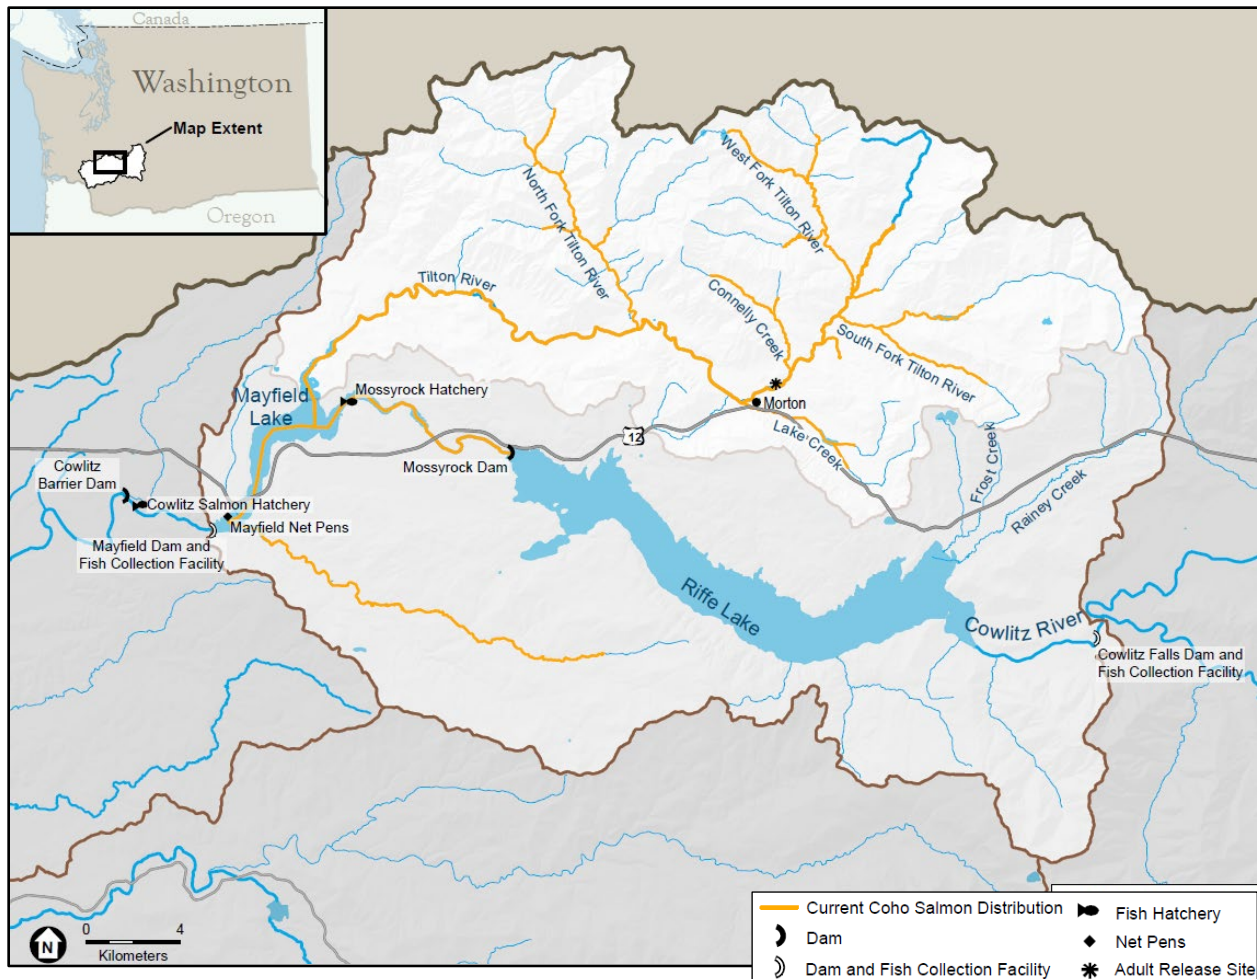 Canada
Washington
Map Extent
Oregon
North Fork Tilton River
West Fork Tilton River
Tilton River
Connelly Creek
South Fork Tilton River
Mayfield
Lake
Mossyrock Hatchery
Morton
12
Lake Creek
Mossyrock Dam
Frost Creek
Rainey Creek
Cowlitz
Barrier Dam
Cowlitz Salmon Hatchery
Mayfield Net Pens
Mayfield Dam and
Fish Collection Facility
Riffe Lake
Cowlitz River
Cowlitz Falls Dam and
Fish Collection Facility
N
0 4
Kilometers
Current Coho Salmon Distribution
Dam
Dam and Fish Collection Facility
Fish Hatchery
Net Pens
Adult Release Site